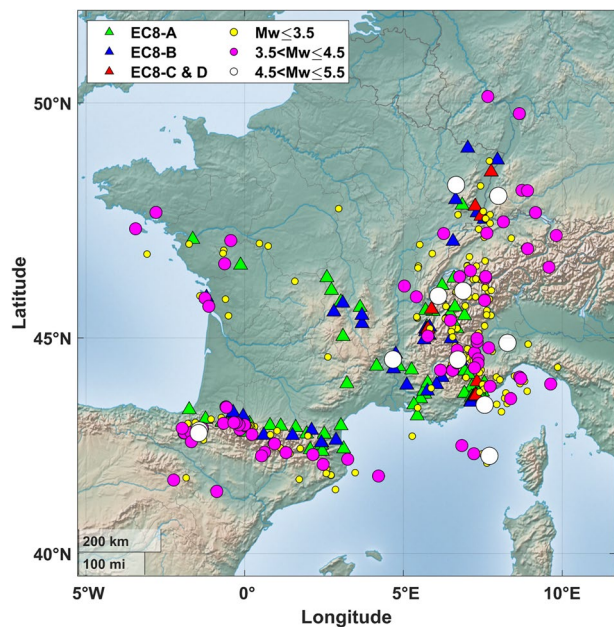 EC8-A Mw≤3.5
EC8-B 3.5<Mw≤4.5
EC8-C & D 4.5<Mw≤5.5
50°N
45°N
40°N
Latitude
200 km
100 mi
5°W 0° 5°E 10°E
Longitude